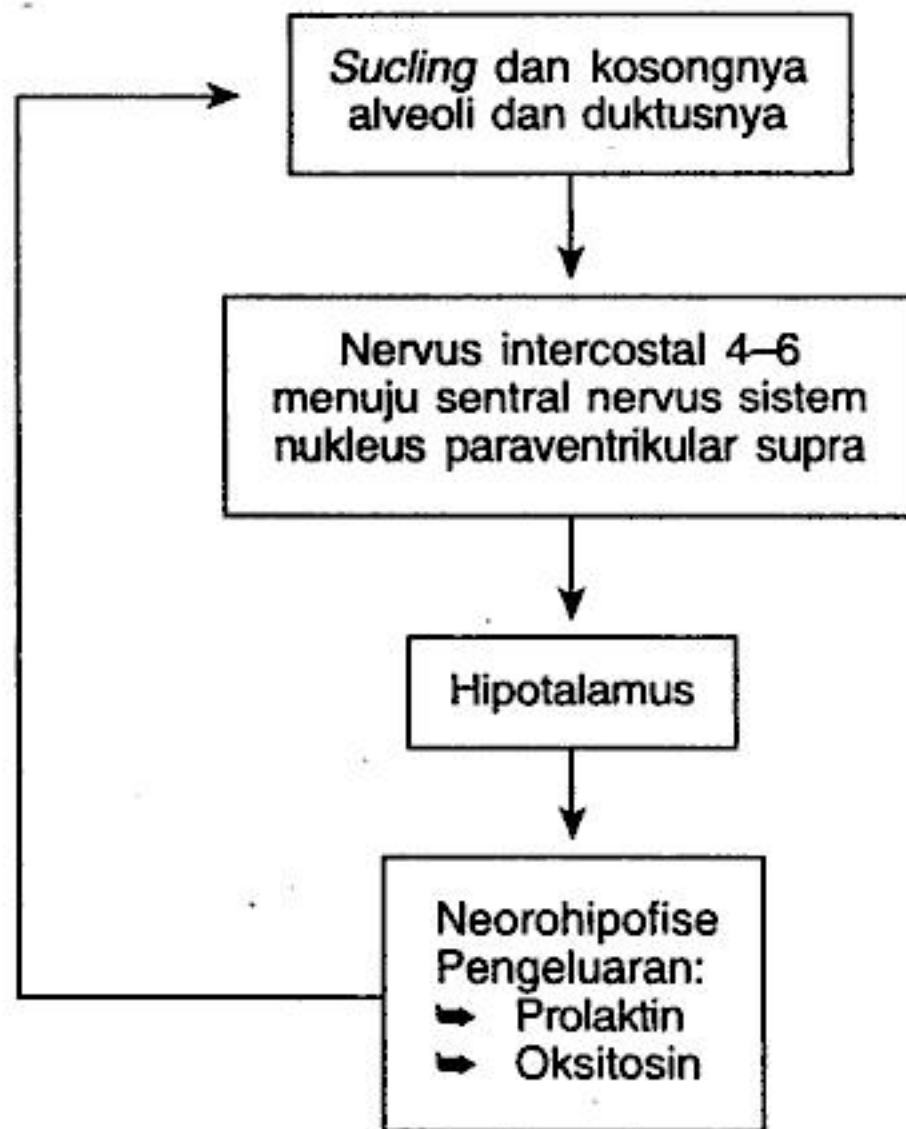 Sucling dan kosongnya
alveoli dan duktusnya
Nervus intercostal 4–6
menuju sentral nervus sistem
nukleus paraventrikular supra
Hipotalamus
Neorohipofise
Pengeluaran:
➥ Prolaktin
➥ Oksitosin